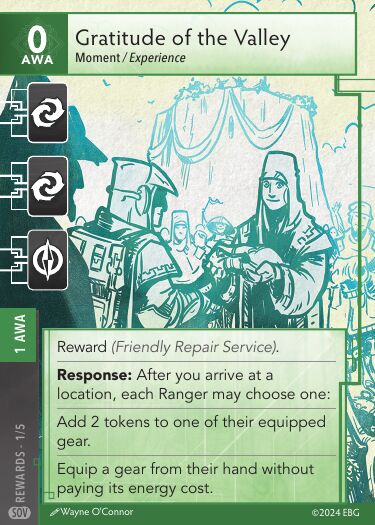 0
AWA
Gratitude of the Valley
Moment / Experience
1 AWA
Reward (Friendly Repair Service).
Response: After you arrive at a
location, each Ranger may choose one:
Add 2 tokens to one of their equipped
gear.
Equip a gear from their hand without
paying its energy cost.
REWARDS - 1/5
SOV
Wayne O'Connor
©2024 EBG